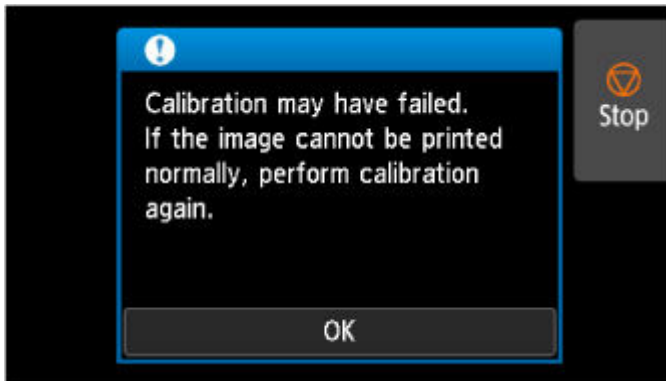 Calibration may have failed.
If the image cannot be printed
normally, perform calibration
again.
OK
Stop